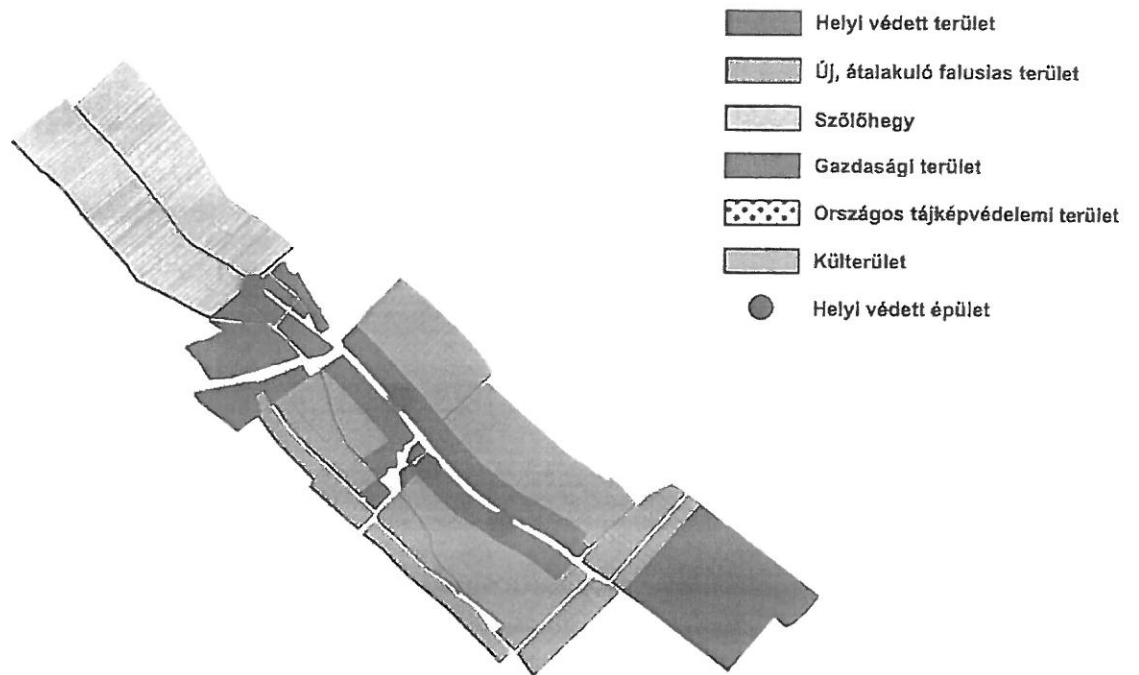 Helyi védett terület
Új, átalakuló falusias terület
Szőlőhegy
Gazdasági terület
Országos tájképvédelemi terület
Külterület
Helyi védett épület